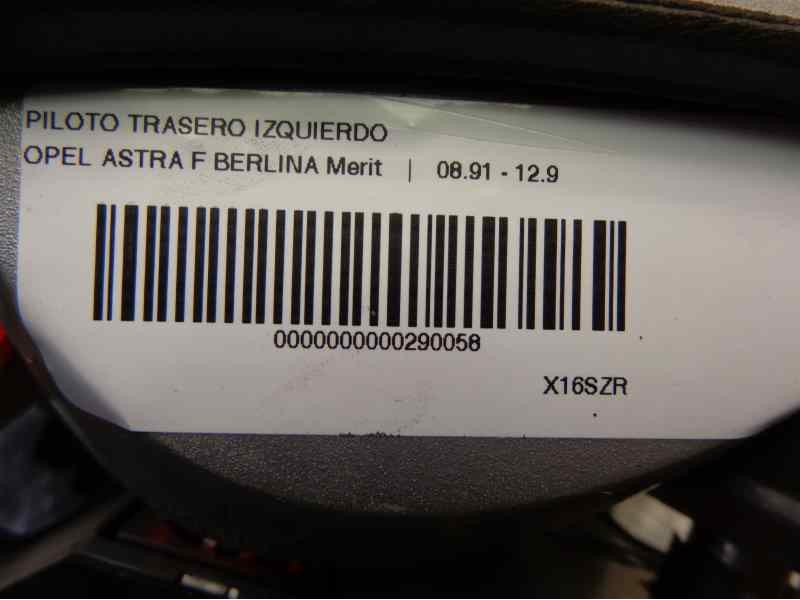 PILOTO TRASERO IZQUIERDO
OPEL ASTRA F BERLINA Merit | 08.91 - 12.9
0000000000290058
X16SZR